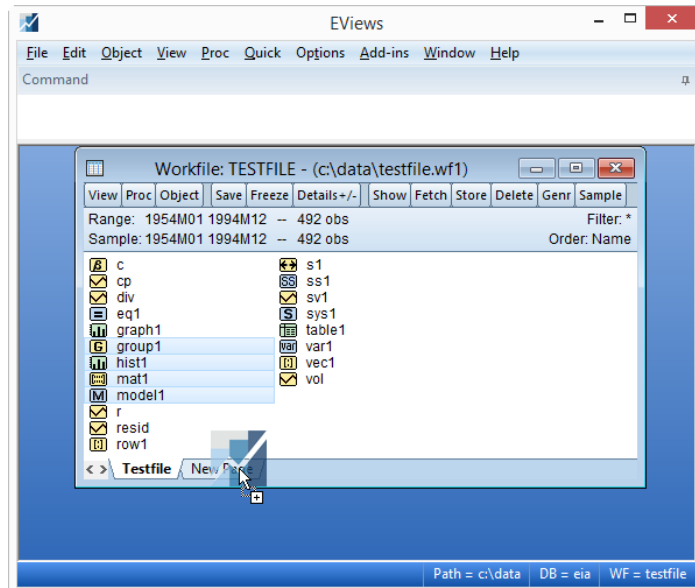 EViews
File Edit Object View Proc Quick Options Add-ins Window Help
Command
Workfile: TESTFILE - (c:\data\testfile.wf1)
View Proc Object Save Freeze Details+/- Show Fetch Store Delete Genr Sample
Range: 1954M01 1994M12 -- 492 obs Filter: *
Sample: 1954M01 1994M12 -- 492 obs Order: Name
β c
cp
div
= eq1
graph1
G group1
hist1
mat1
M model1
r
resid
row1
s1
SS ss1
sv1
S sys1
table1
var var1
vec1
vol
< > Testfile New Page
Path = c:\data DB = eia WF = testfile